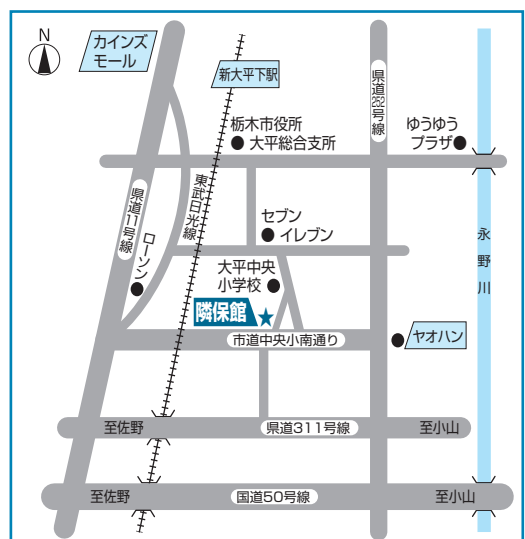 N
カインズ
モール
新大平下駅
県道252号線
栃木市役所
大平総合支所
ゆうゆう
プラザ
東武日光線
県道11号線
ローソン
セブン
イレブン
永野川
大平中央
小学校
隣保館
市道中央小南通り
ヤオハン
至佐野
県道311号線
至小山
至佐野
国道50号線
至小山